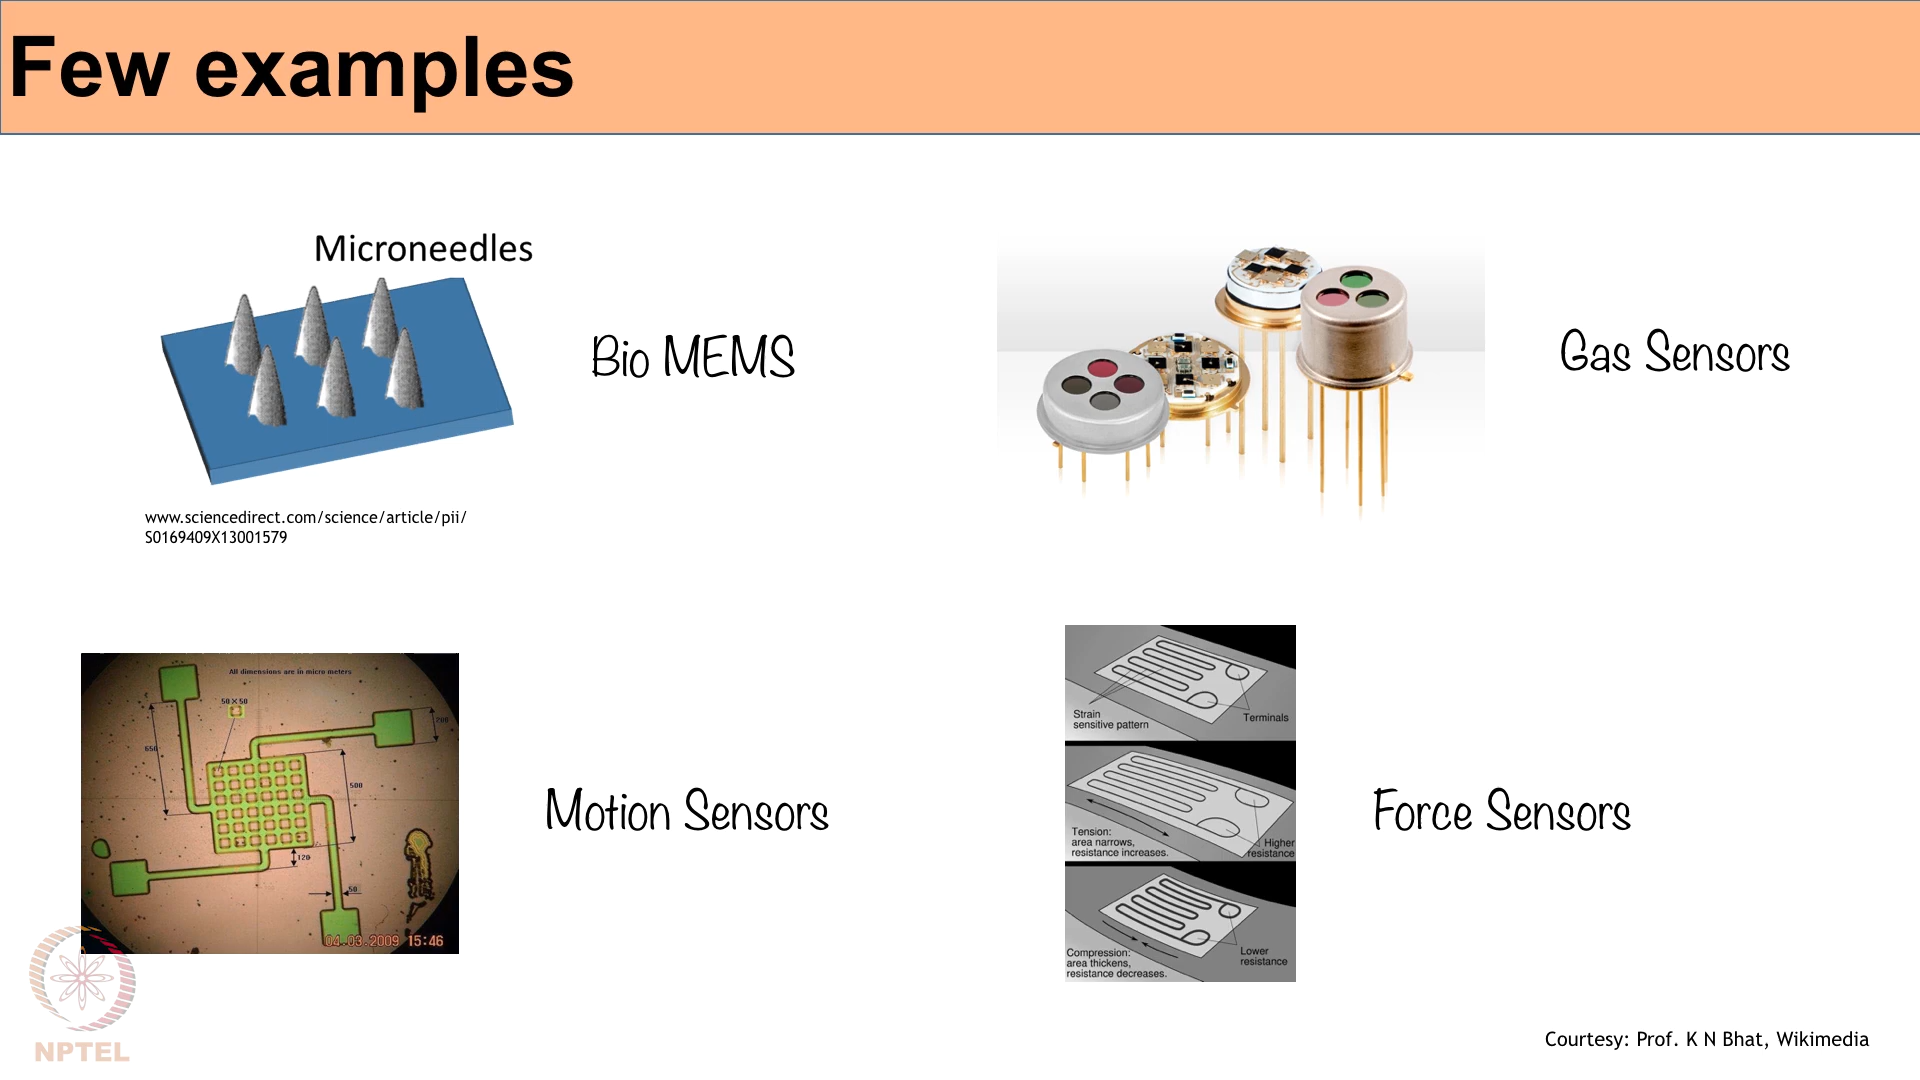 Few examples
Microneedles
Bio MEMS
Gas Sensors
www.sciencedirect.com/science/article/pii/
S0169409X13001579
All dimensions are in micro meters
50×50
650
200
500
120
50
04.03.2009 15:46
Motion Sensors
Strain
sensitive pattern
Terminals
Tension:
area narrows,
resistance increases.
Higher
resistance
Compression:
area thickens,
resistance decreases.
Lower
resistance
Force Sensors
NPTEL
Courtesy: Prof. K N Bhat, Wikimedia